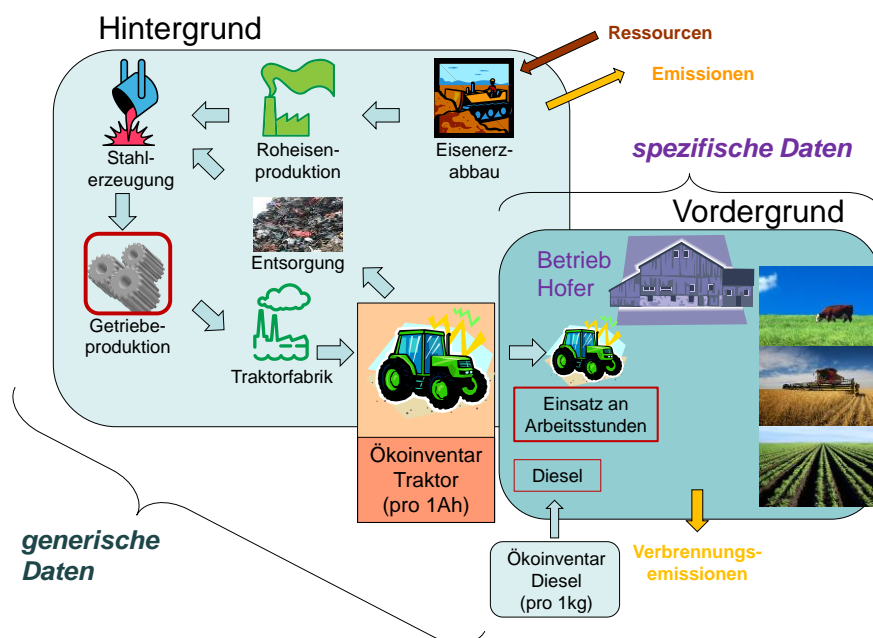 Hintergrund
Ressourcen
Emissionen
Stahl-
erzeugung
Roheisen-
produktion
Eisenerz-
abbau
spezifische Daten
Vordergrund
Entsorgung
Betrieb
Hofer
Getriebe-
produktion
Traktorfabrik
Einsatz an
Arbeitsstunden
Ökoinventar
Traktor
(pro 1Ah)
Diesel
generische
Daten
Ökoinventar
Diesel
(pro 1kg)
Verbrennungs-
emissionen